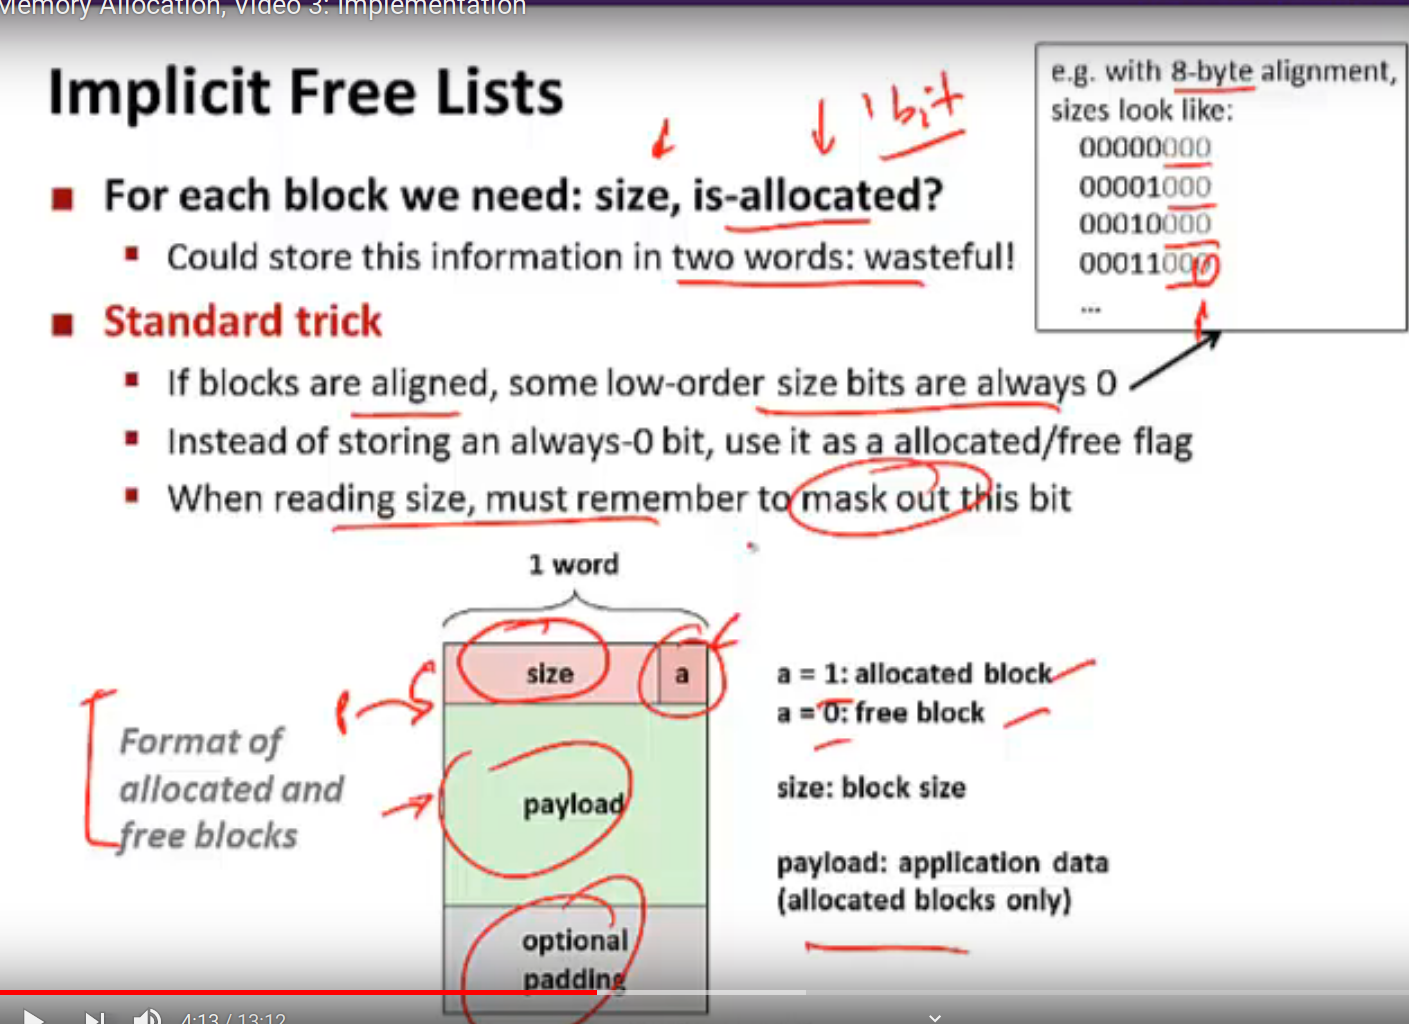 Memory Allocation, Video 3: Implementation
Implicit Free Lists
1 bit
e.g. with 8-byte alignment,
sizes look like:
00000000
00001000
00010000
00011000
...
For each block we need: size, is-allocated?
Could store this information in two words: wasteful!
Standard trick
If blocks are aligned, some low-order size bits are always 0
Instead of storing an always-0 bit, use it as a allocated/free flag
When reading size, must remember to mask out this bit
1 word
size
a
a = 1: allocated block
a = 0: free block
Format of
allocated and
free blocks
payload
size: block size
payload: application data
(allocated blocks only)
optional
padding
4:13 / 13:12